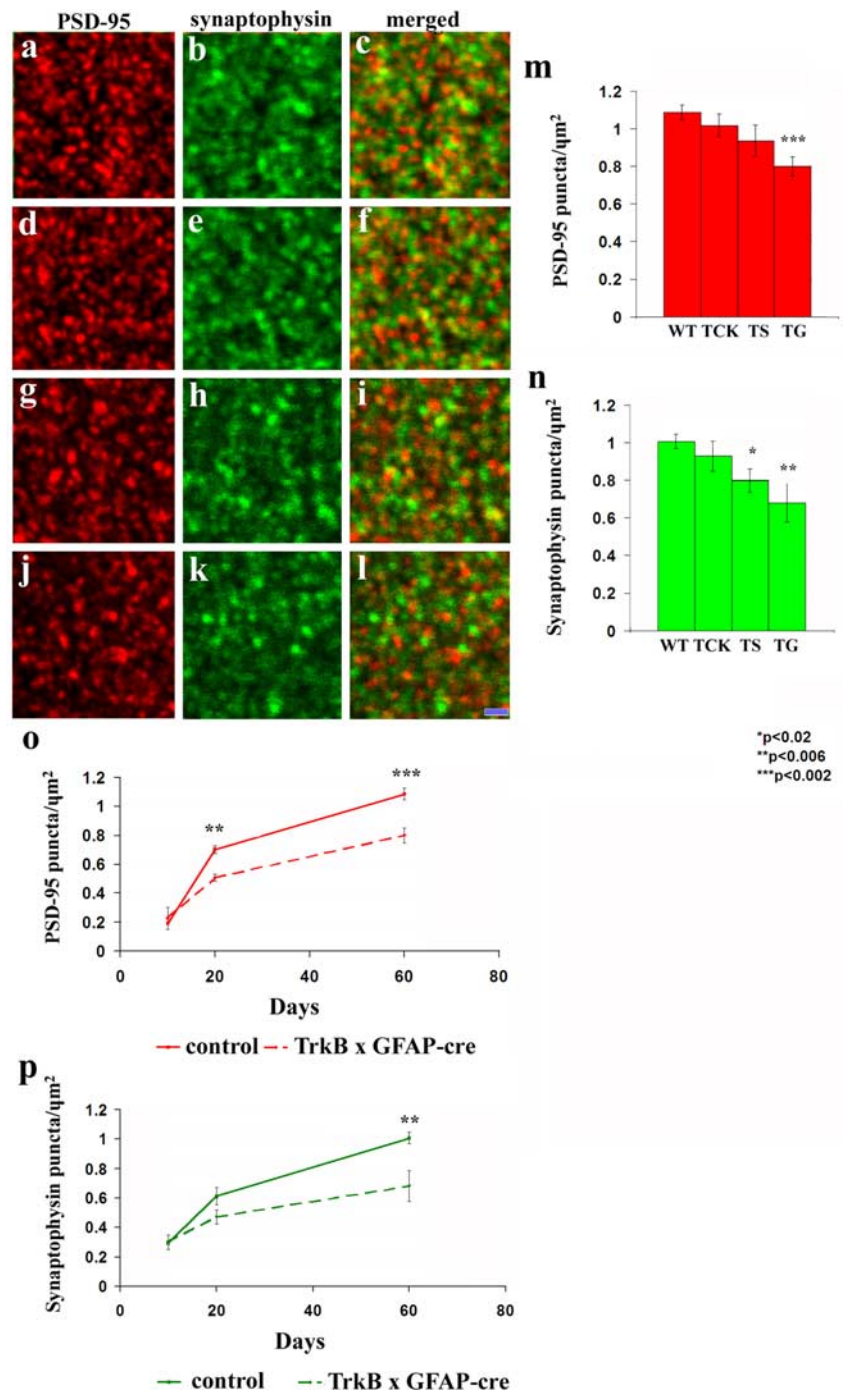 PSD-95 synaptophysin merged
a b c
d e f
g h i
j k l
m
1.2
1
0.8
0.6
0.4
0.2
0
PSD-95 puncta/qm²
***
WT TCK TS TG
n
1.2
1
0.8
0.6
0.4
0.2
0
Synaptophysin puncta/qm²
*
**
WT TCK TS TG
*p<0.02
**p<0.006
***p<0.002
o
1.2
1
0.8
0.6
0.4
0.2
0
PSD-95 puncta/qm²
**
***
0 20 40 60 80
Days
control TrkB x GFAP-cre
p
1.2
1
0.8
0.6
0.4
0.2
0
Synaptophysin puncta/qm²
**
0 20 40 60 80
Days
control TrkB x GFAP-cre